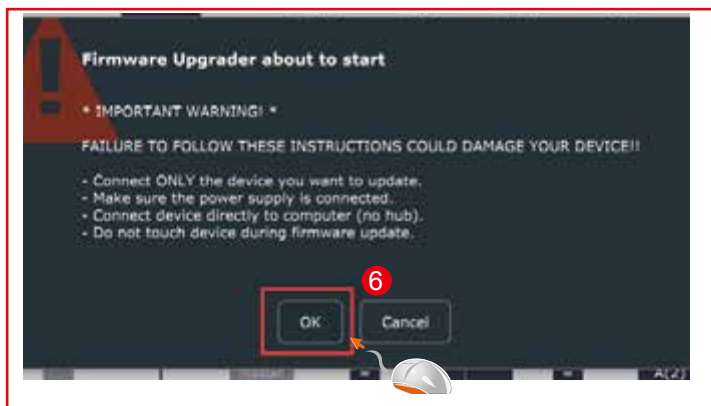 Firmware Upgrader about to start
* IMPORTANT WARNING! *
FAILURE TO FOLLOW THESE INSTRUCTIONS COULD DAMAGE YOUR DEVICE!!
- Connect ONLY the device you want to update.
- Make sure the power supply is connected.
- Connect device directly to computer (no hub).
- Do not touch device during firmware update.
6
OK Cancel
A(2)